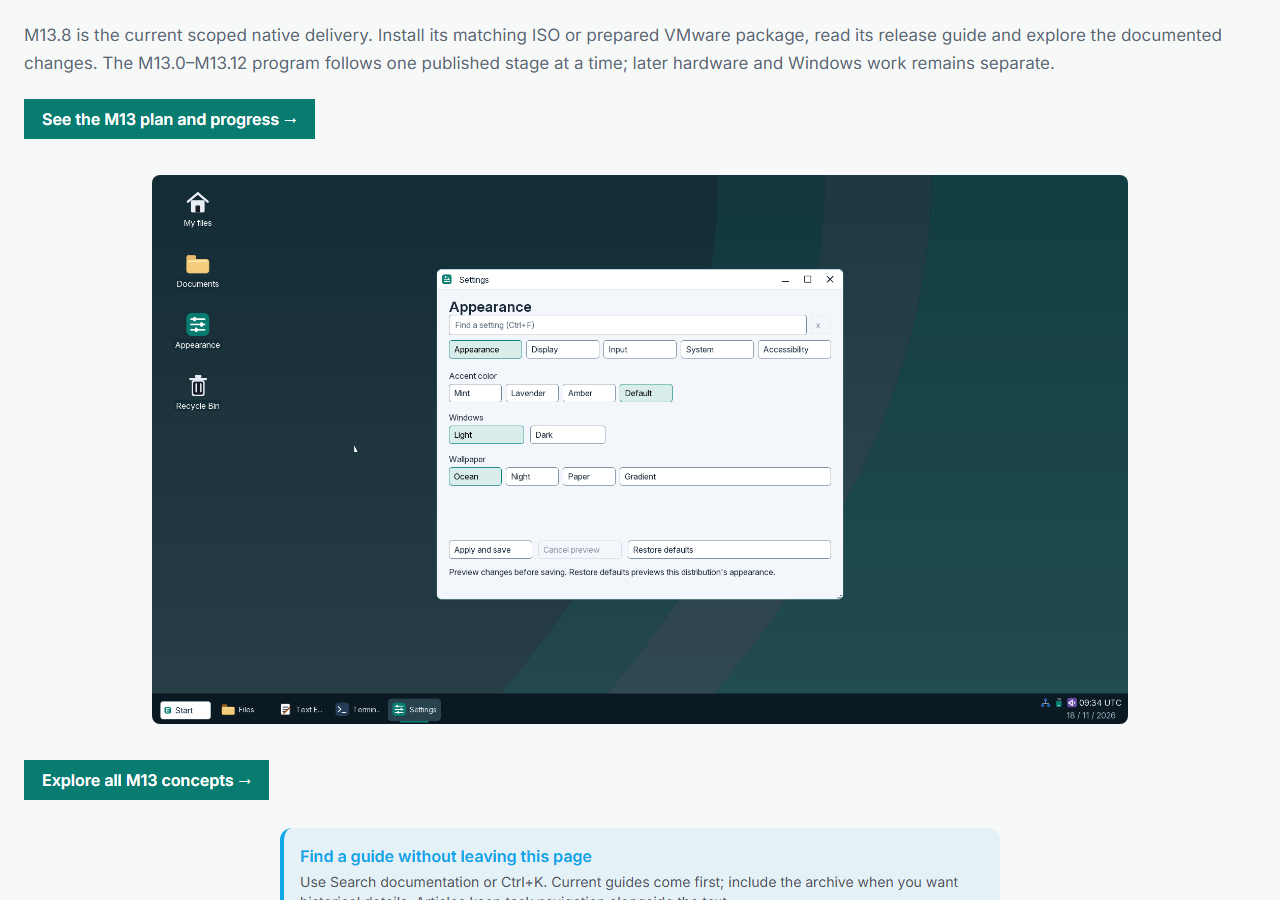 M13.8 is the current scoped native delivery. Install its matching ISO or prepared VMware package, read its release guide and explore the documented
changes. The M13.0–M13.12 program follows one published stage at a time; later hardware and Windows work remains separate.
See the M13 plan and progress →
My files
Documents
Appearance
Recycle Bin
Settings
Appearance
Find a setting (Ctrl+F)
x
Appearance Display Input System Accessibility
Accent color
Mint Lavender Amber Default
Windows
Light Dark
Wallpaper
Ocean Night Paper Gradient
Apply and save Cancel preview Restore defaults
Preview changes before saving. Restore defaults previews this distribution's appearance.
Start Files Text E.. Termin.. Settings
09:34 UTC
18 / 11 / 2026
Explore all M13 concepts →
Find a guide without leaving this page
Use Search documentation or Ctrl+K. Current guides come first; include the archive when you want